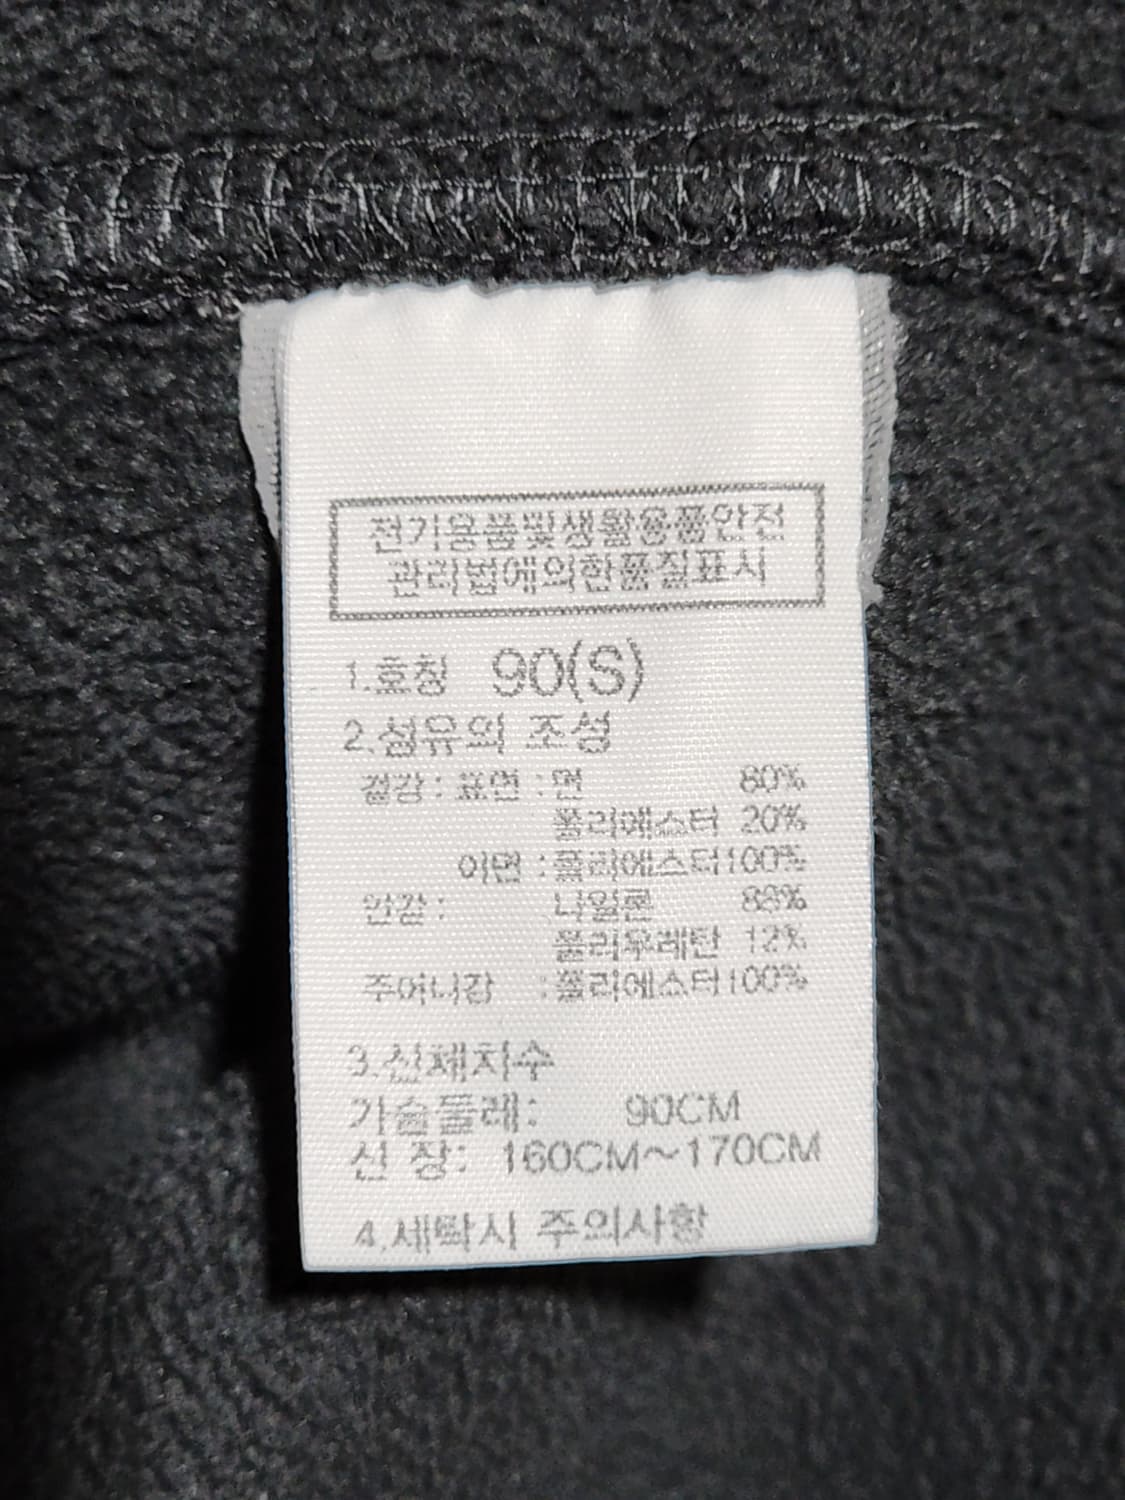 전기용품및생활용품안전
관리법에의한품질표시
1.호칭 90(S)
2.섬유의 조성
겉감 : 표면 : 면 80%
폴리에스터 20%
이면 : 폴리에스터100%
안감 : 나일론 88%
폴리우레탄 12%
주머니감 : 폴리에스터100%
3.신체치수
가슴둘레: 90CM
신 장: 160CM~170CM
4.세탁시 주의사항